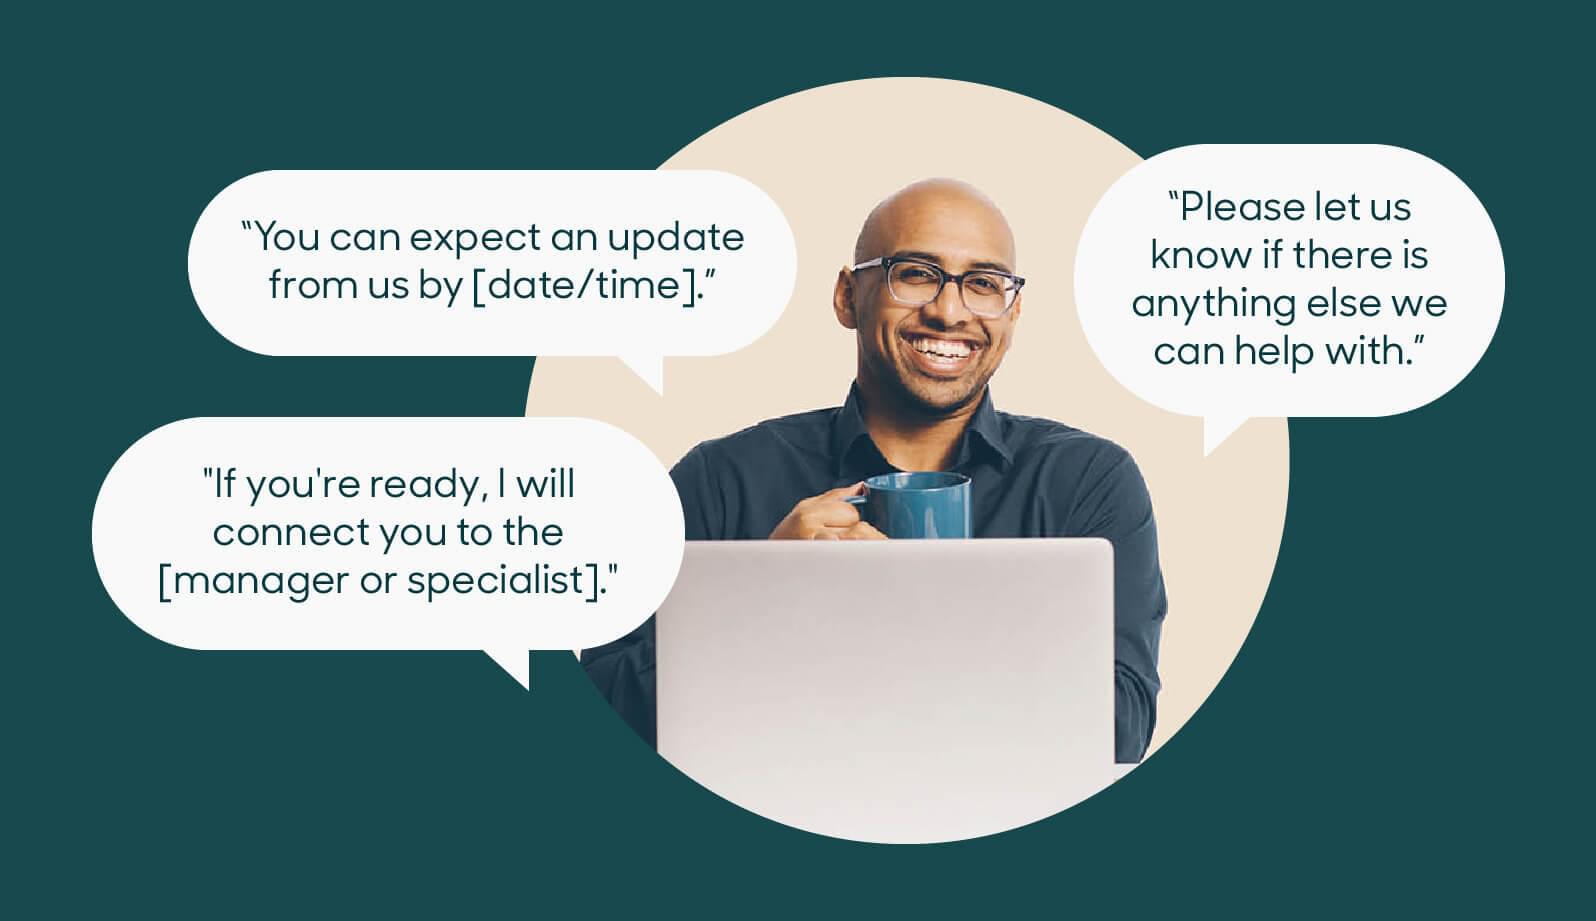 “You can expect an update
from us by [date/time].”
"If you're ready, I will
connect you to the
[manager or specialist]."
“Please let us
know if there is
anything else we
can help with.”